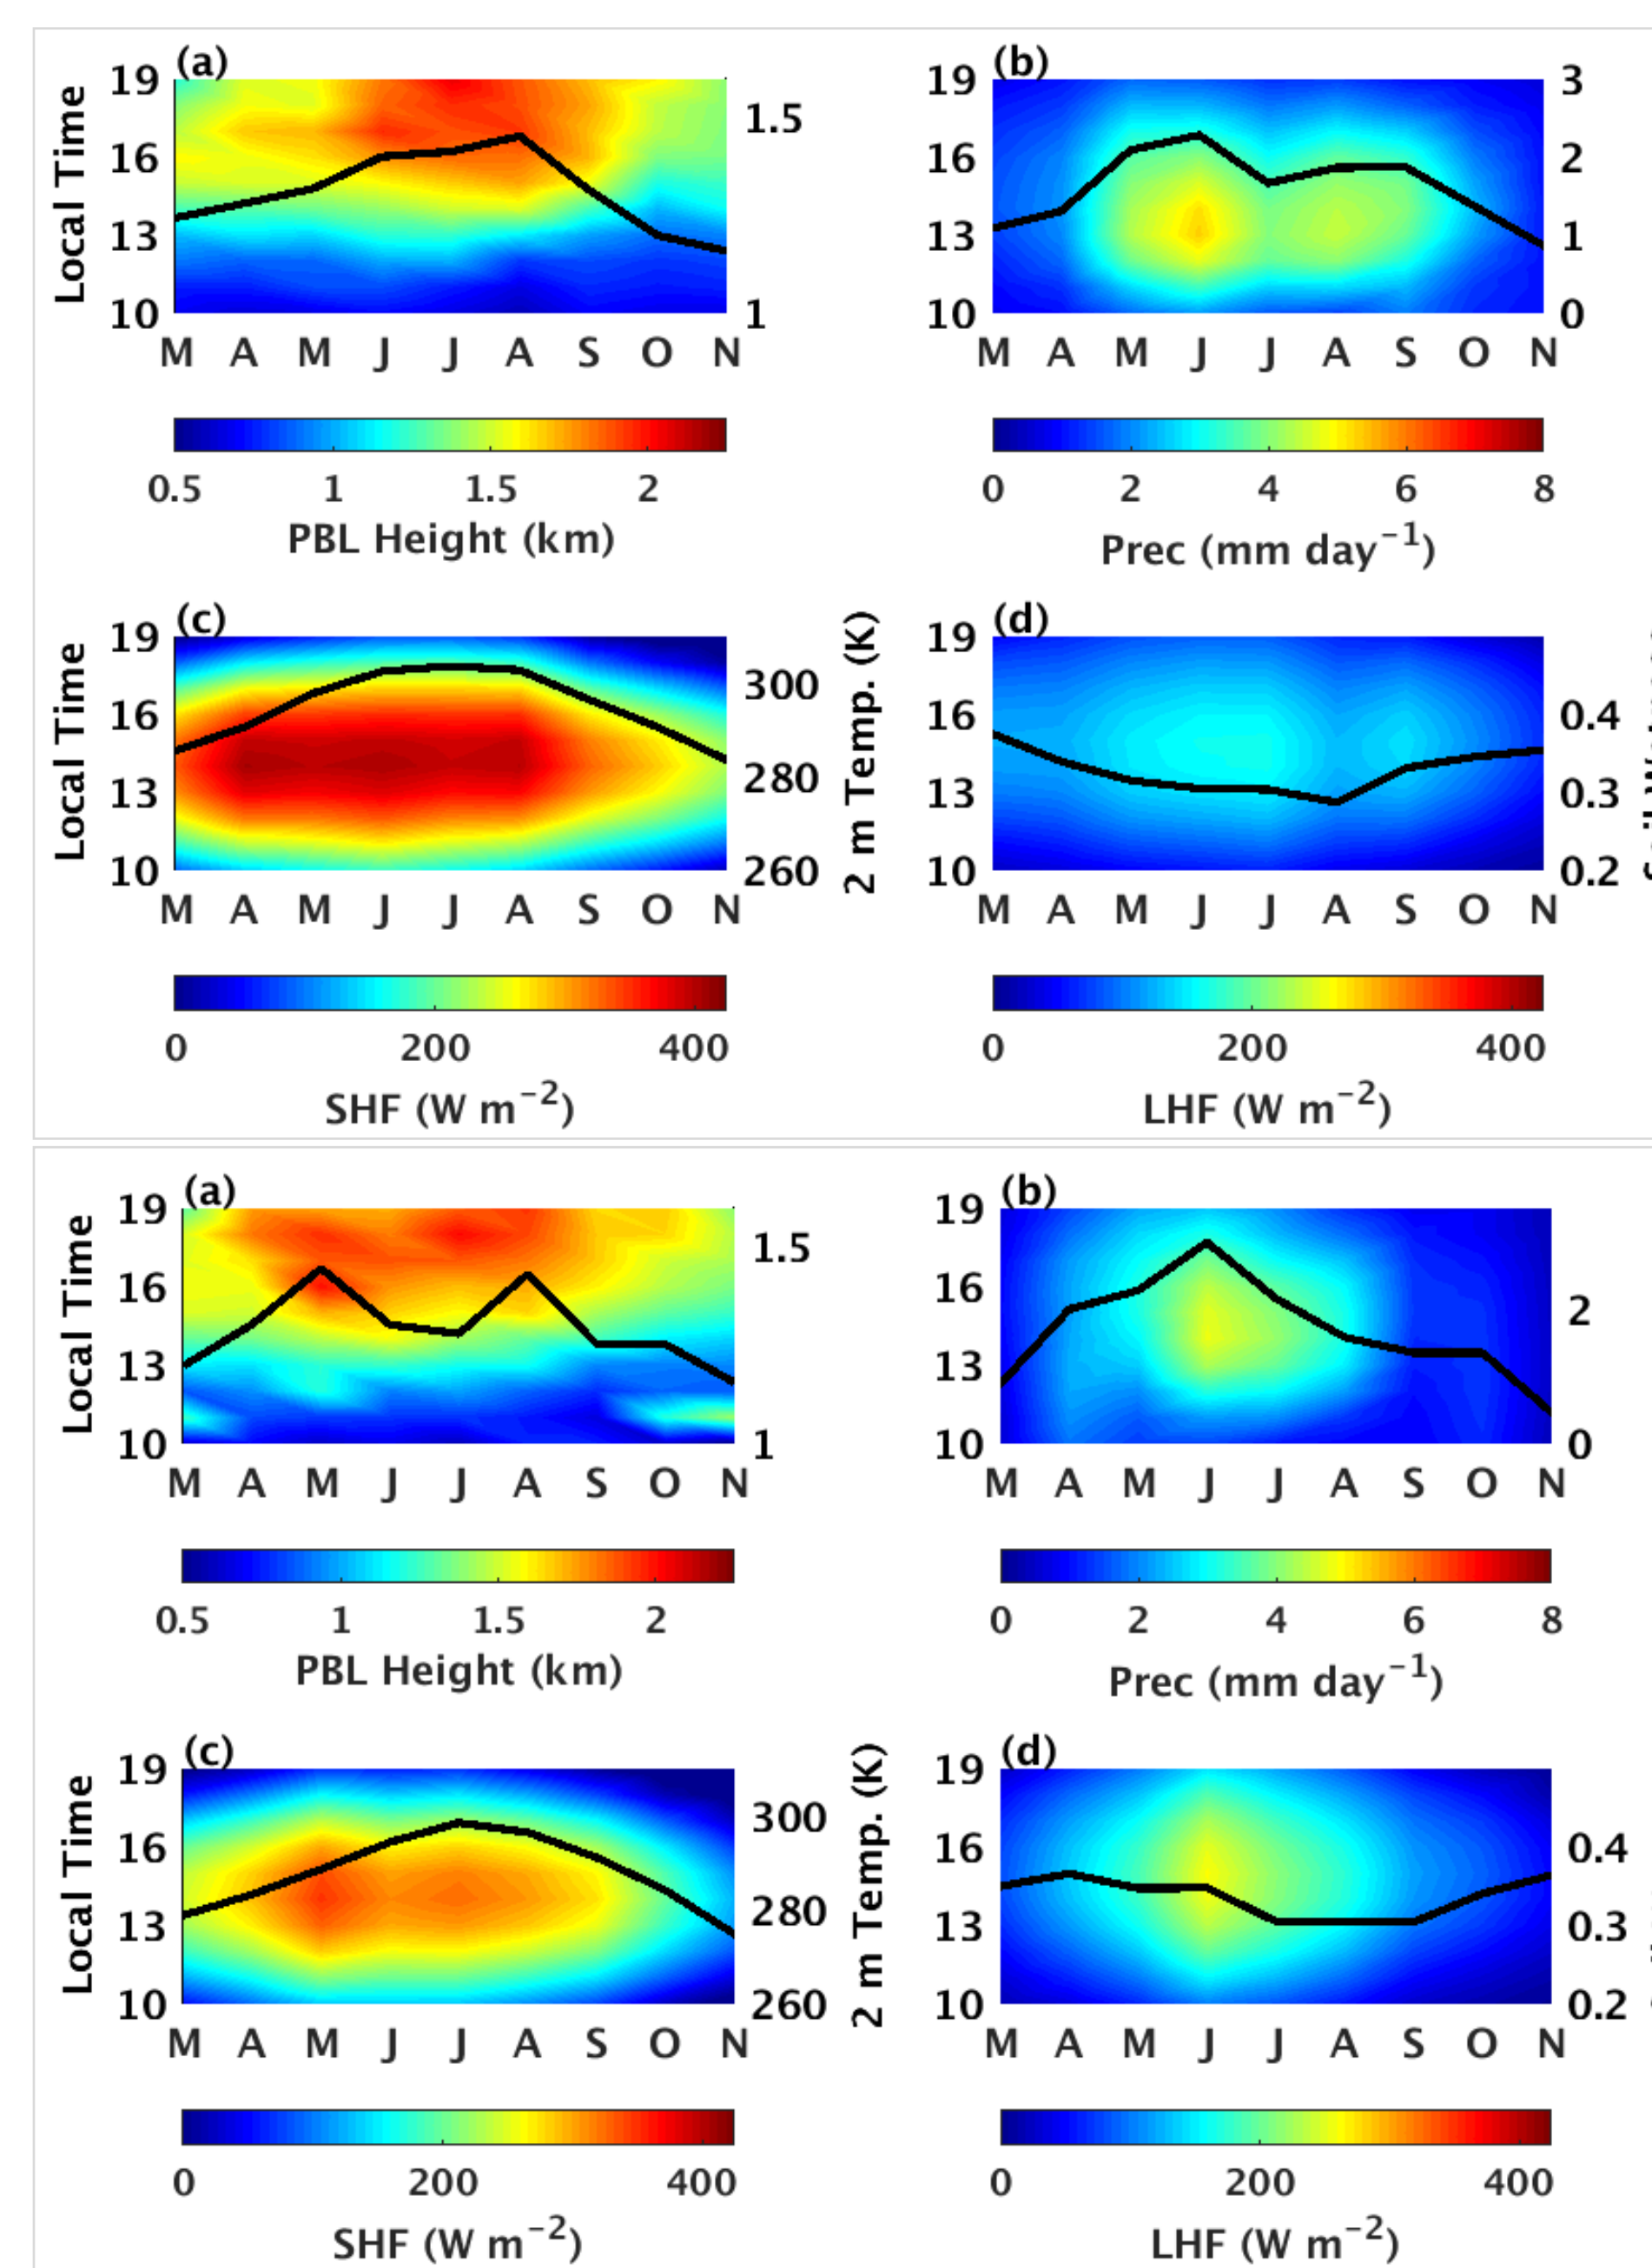 (a) (b)
19 19 3
16 1.5 16 2
13 13 1
10 1 10 0
Local Time
M A M J J A S O N M A M J J A S O N
0.5 1 1.5 2 0 2 4 6 8
PBL Height (km) Prec (mm day⁻¹)
(c) (d)
19 19
16 300 16 0.4
13 280 13 0.3
10 260 10 0.2
Local Time 2 m Temp. (K)
M A M J J A S O N M A M J J A S O N
0 200 400 0 200 400
SHF (W m⁻²) LHF (W m⁻²)
(a) (b)
19 19
16 1.5 16 2
13 13
10 1 10 0
Local Time
M A M J J A S O N M A M J J A S O N
0.5 1 1.5 2 0 2 4 6 8
PBL Height (km) Prec (mm day⁻¹)
(c) (d)
19 19
16 300 16 0.4
13 280 13 0.3
10 260 10 0.2
Local Time 2 m Temp. (K)
M A M J J A S O N M A M J J A S O N
0 200 400 0 200 400
SHF (W m⁻²) LHF (W m⁻²)